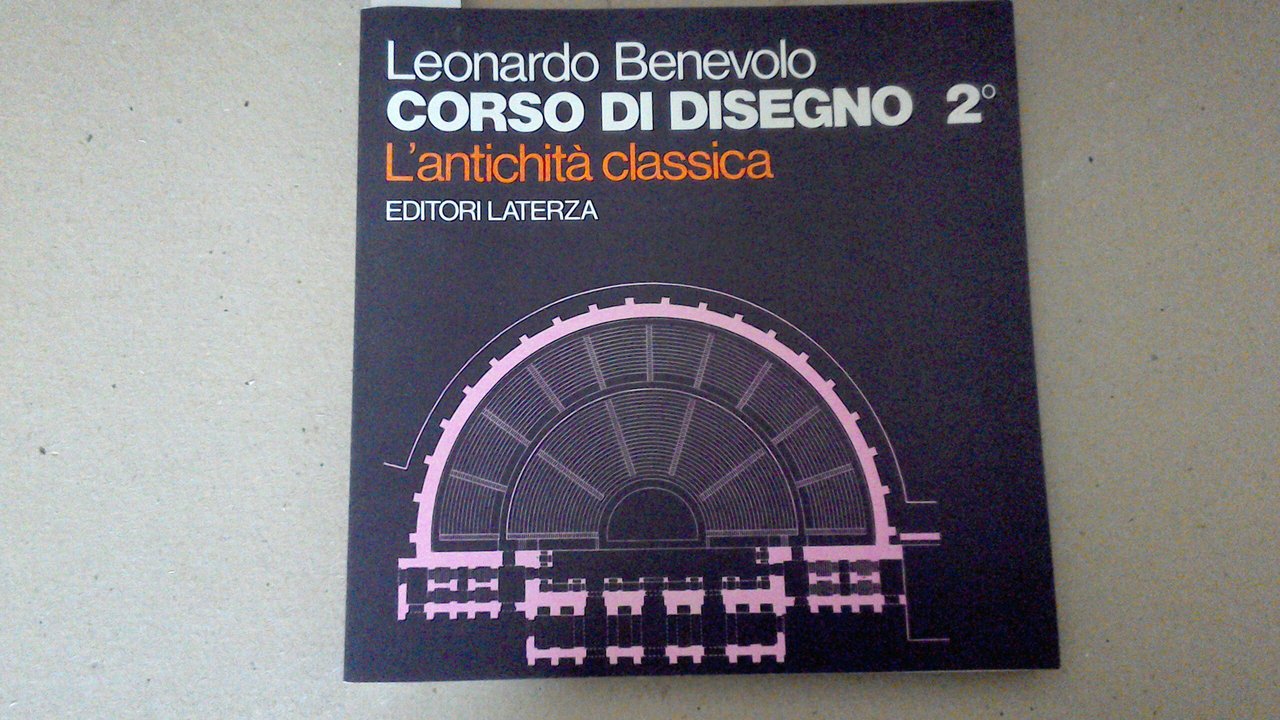 Leonardo Benevolo
CORSO DI DISEGNO 2°
L'antichità classica
EDITORI LATERZA